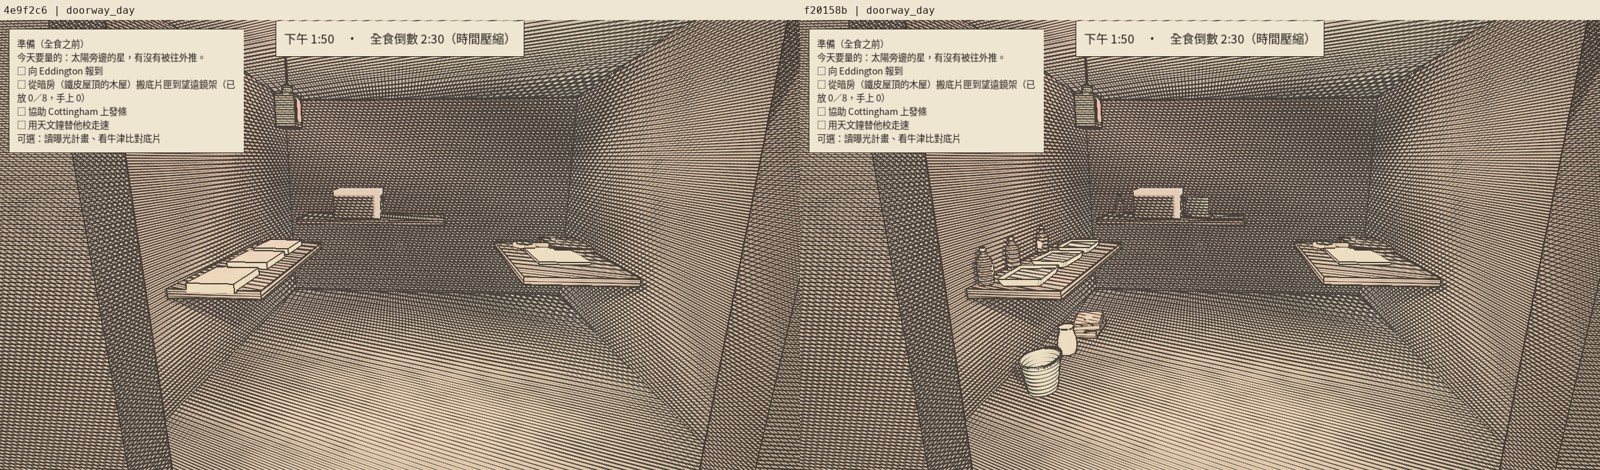 4e9f2c6 | doorway_day
準備（全食之前）
今天要量的：太陽旁邊的星，有沒有被往外推。
□ 向 Eddington 報到
□ 從暗房（鐵皮屋頂的木屋）搬底片匣到望遠鏡架（已
放 0／8，手上 0）
□ 協助 Cottingham 上發條
□ 用天文鐘替他校走速
可選：讀曝光計畫、看牛津比對底片
下午 1:50 · 全食倒數 2:30（時間壓縮）
f20158b | doorway_day
準備（全食之前）
今天要量的：太陽旁邊的星，有沒有被往外推。
□ 向 Eddington 報到
□ 從暗房（鐵皮屋頂的木屋）搬底片匣到望遠鏡架（已
放 0／8，手上 0）
□ 協助 Cottingham 上發條
□ 用天文鐘替他校走速
可選：讀曝光計畫、看牛津比對底片
下午 1:50 · 全食倒數 2:30（時間壓縮）